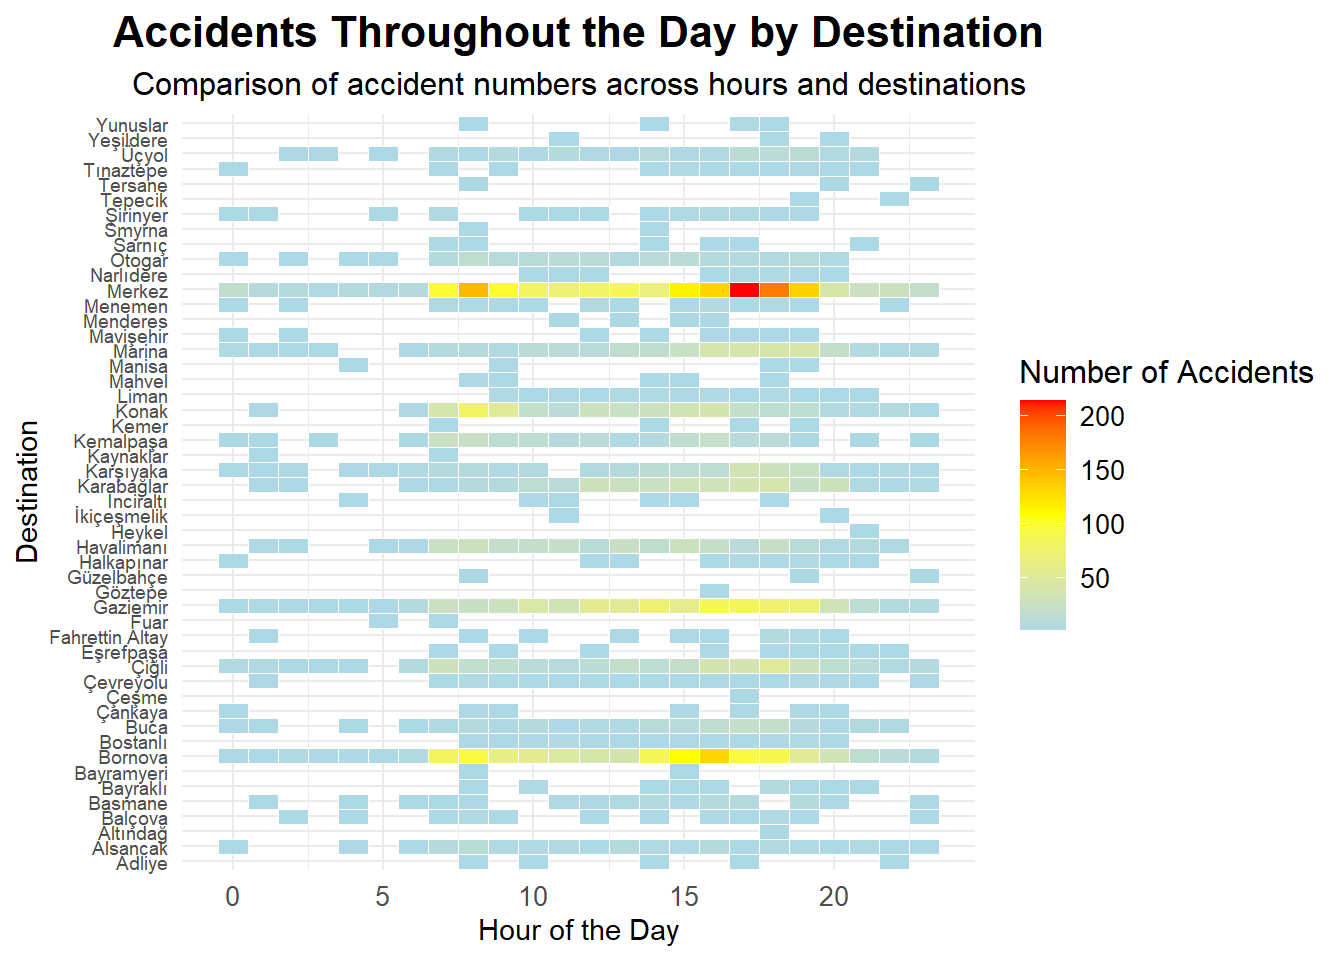 Accidents Throughout the Day by Destination
Comparison of accident numbers across hours and destinations
Yunuslar
Yeşildere
Üçyol
Tınaztepe
Tersane
Tepecik
Şirinyer
Smyrna
Sarnıç
Otogar
Narlıdere
Merkez
Menemen
Menderes
Mavişehir
Marina
Manisa
Mahvel
Liman
Konak
Kemer
Kemalpaşa
Kaynaklar
Karşıyaka
Karabağlar
İnciraltı
İkiçeşmelik
Heykel
Havalimanı
Halkapınar
Güzelbahçe
Göztepe
Gaziemir
Fuar
Fahrettin Altay
Eşrefpaşa
Çiğli
Çevreyolu
Çeşme
Çankaya
Buca
Bostanlı
Bornova
Bayramyeri
Bayraklı
Basmane
Balçova
Altındağ
Alsancak
Adliye
Destination
0 5 10 15 20
Hour of the Day
Number of Accidents
200
150
100
50